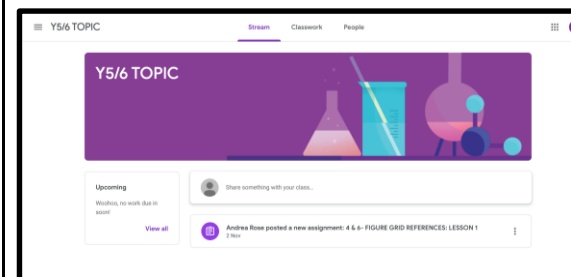 Y5/6 TOPIC
Stream Classwork People
Y5/6 TOPIC
Upcoming
Woohoo, no work due in
soon!
View all
Share something with your class...
Andrea Rose posted a new assignment: 4 & 6- FIGURE GRID REFERENCES: LESSON 1
2 Nov